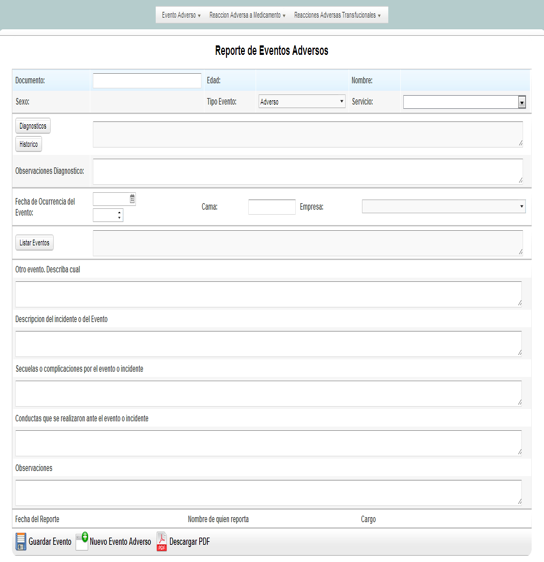 Evento Adverso Reaccion Adversa a Medicamento Reacciones Adversas Transfucionales
Reporte de Eventos Adversos
Documento: Edad: Nombre:
Sexo: Tipo Evento: Adverso Servicio:
Diagnosticos
Historico
Observaciones Diagnostico:
Fecha de Ocurrencia del
Evento: Cama: Empresa:
Listar Eventos
Otro evento. Describa cual
Descripcion del incidente o del Evento
Secuelas o complicaciones por el evento o incidente
Conductas que se realizaron ante el evento o incidente
Observaciones
Fecha del Reporte Nombre de quien reporta Cargo
Guardar Evento Nuevo Evento Adverso PDF Descargar PDF